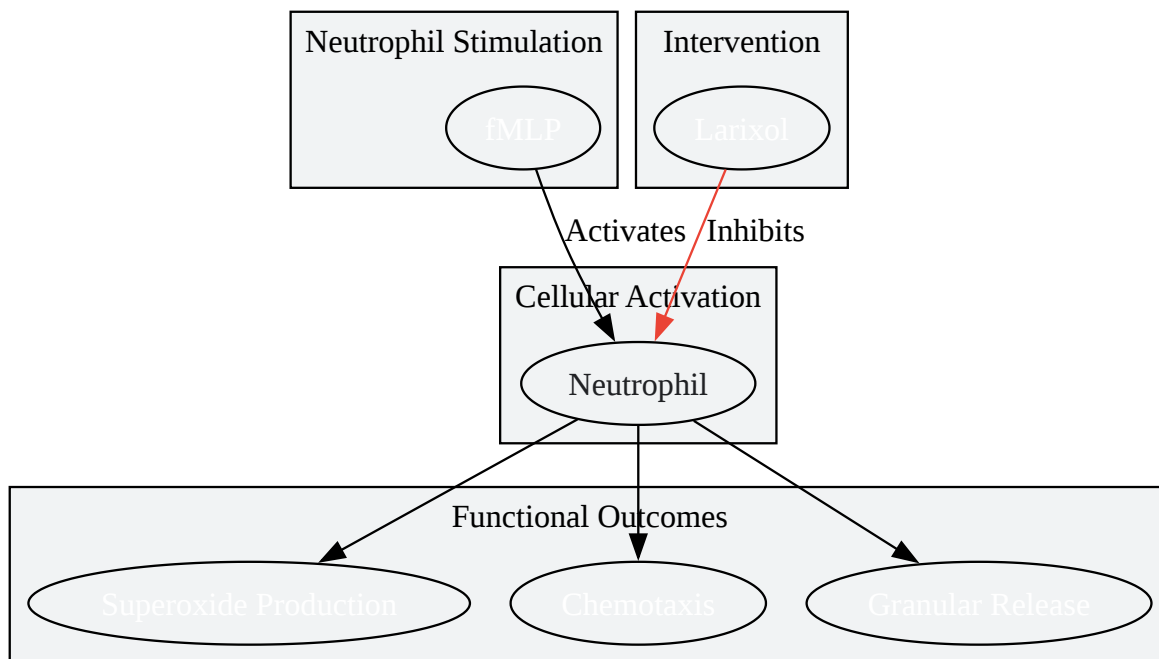 Neutrophil Stimulation
Intervention
fMLP
Larixol
Activates
Inhibits
Cellular Activation
Neutrophil
Functional Outcomes
Superoxide Production
Chemotaxis
Granular Release